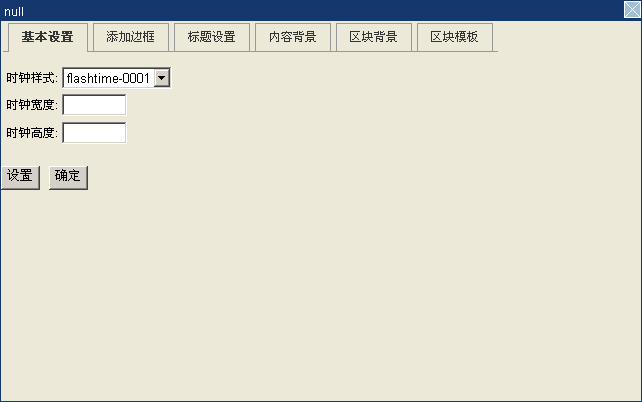 null
基本设置 添加边框 标题设置 内容背景 区块背景 区块模板
时钟样式: flashtime-0001
时钟宽度:
时钟高度:
设置 确定